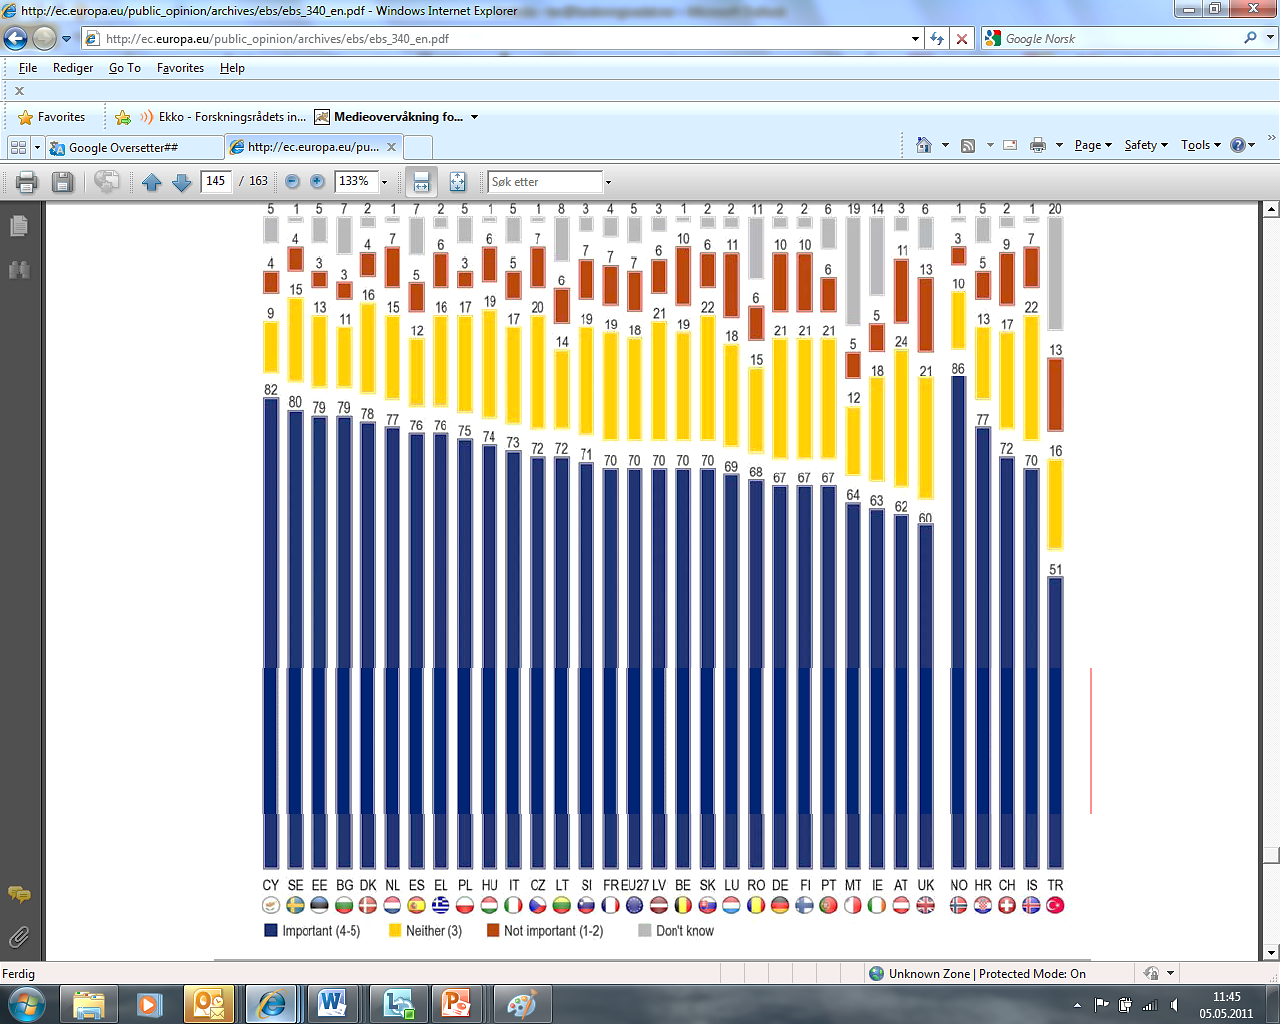 http://ec.europa.eu/public_opinion/archives/ebs/ebs_340_en.pdf - Windows Internet Explorer
http://ec.europa.eu/public_opinion/archives/ebs/ebs_340_en.pdf
Google Norsk
File Rediger Go To Favorites Help
x
Favorites Ekko - Forskningsrådets in... Medieovervåkning fo...
Google Oversetter## http://ec.europa.eu/pu... X Page Safety Tools »
145 / 163 133% Søk etter
5 1 5 7 2 1 7 2 5 1 5 1 8 3 4 5 3 1 2 2 11 2 2 6 19 14 3 6 1 5 2 1 20
4 4 3 3 4 7 5 6 3 6 5 7 6 7 7 7 6 10 6 11 6 10 10 6 5 5 11 13 3 5 9 7 13
9 15 13 11 16 15 12 16 17 19 17 20 14 19 19 18 21 19 22 18 15 21 21 21 12 18 24 21 10 13 17 22 16
82 80 79 79 78 77 76 76 75 74 73 72 72 71 70 70 70 70 70 69 68 67 67 67 64 63 62 60 86 77 72 70 51
CY SE EE BG DK NL ES EL PL HU IT CZ LT SI FR EU27 LV BE SK LU RO DE FI PT MT IE AT UK NO HR CH IS TR
Important (4-5) Neither (3) Not important (1-2) Don't know
Ferdig Unknown Zone | Protected Mode: On
11:45
05.05.2011